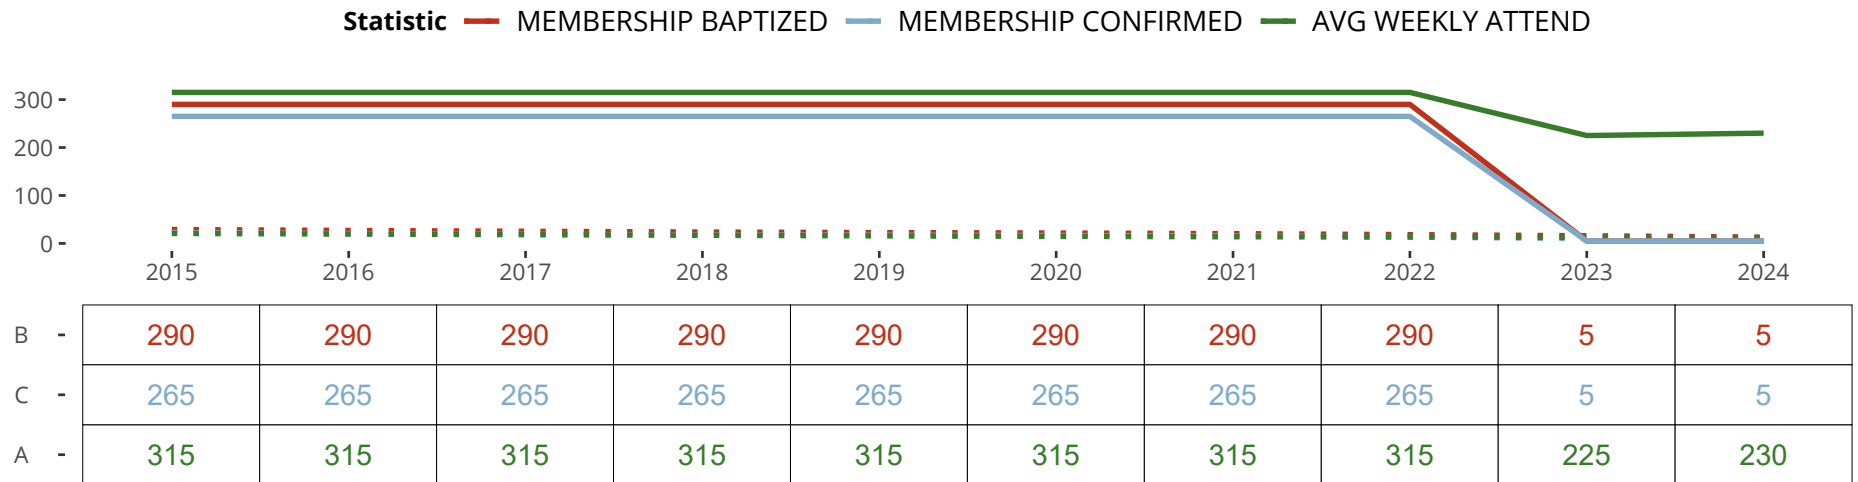 Statistic MEMBERSHIP BAPTIZED MEMBERSHIP CONFIRMED AVG WEEKLY ATTEND
300
200
100
0
2015 2016 2017 2018 2019 2020 2021 2022 2023 2024
B 290 290 290 290 290 290 290 290 5 5
C 265 265 265 265 265 265 265 265 5 5
A 315 315 315 315 315 315 315 315 225 230